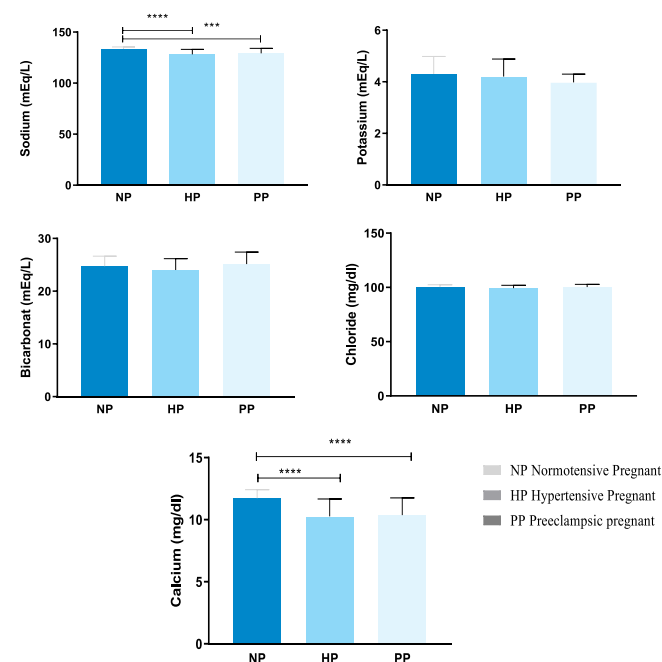 ****
***
Sodium (mEq/L)
150
100
50
0
NP HP PP
Potassium (mEq/L)
6
4
2
0
NP HP PP
Bicarbonat (mEq/L)
30
20
10
0
NP HP PP
Chloride (mg/dl)
150
100
50
0
NP HP PP
****
****
Calcium (mg/dl)
15
10
5
0
NP HP PP
NP Normotensive Pregnant
HP Hypertensive Pregnant
PP Preeclampsic pregnant